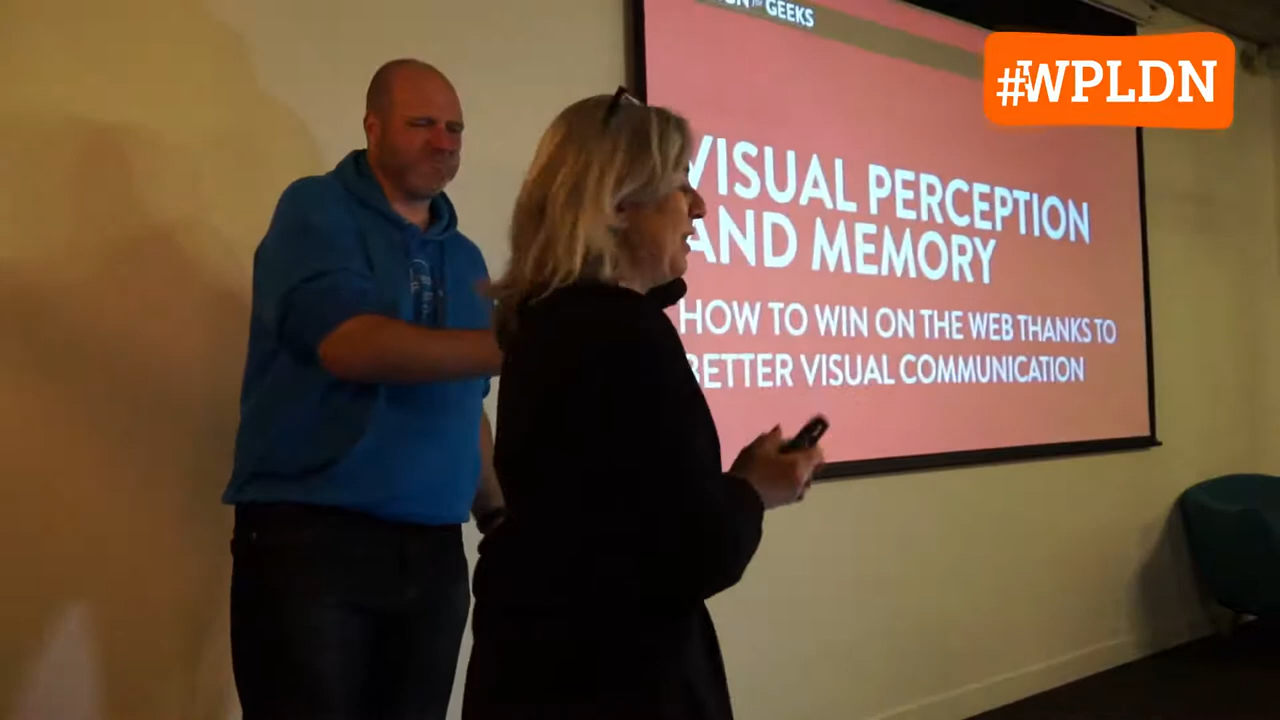 GEEKS
#WPLDN
VISUAL PERCEPTION
AND MEMORY
HOW TO WIN ON THE WEB THANKS TO
BETTER VISUAL COMMUNICATION